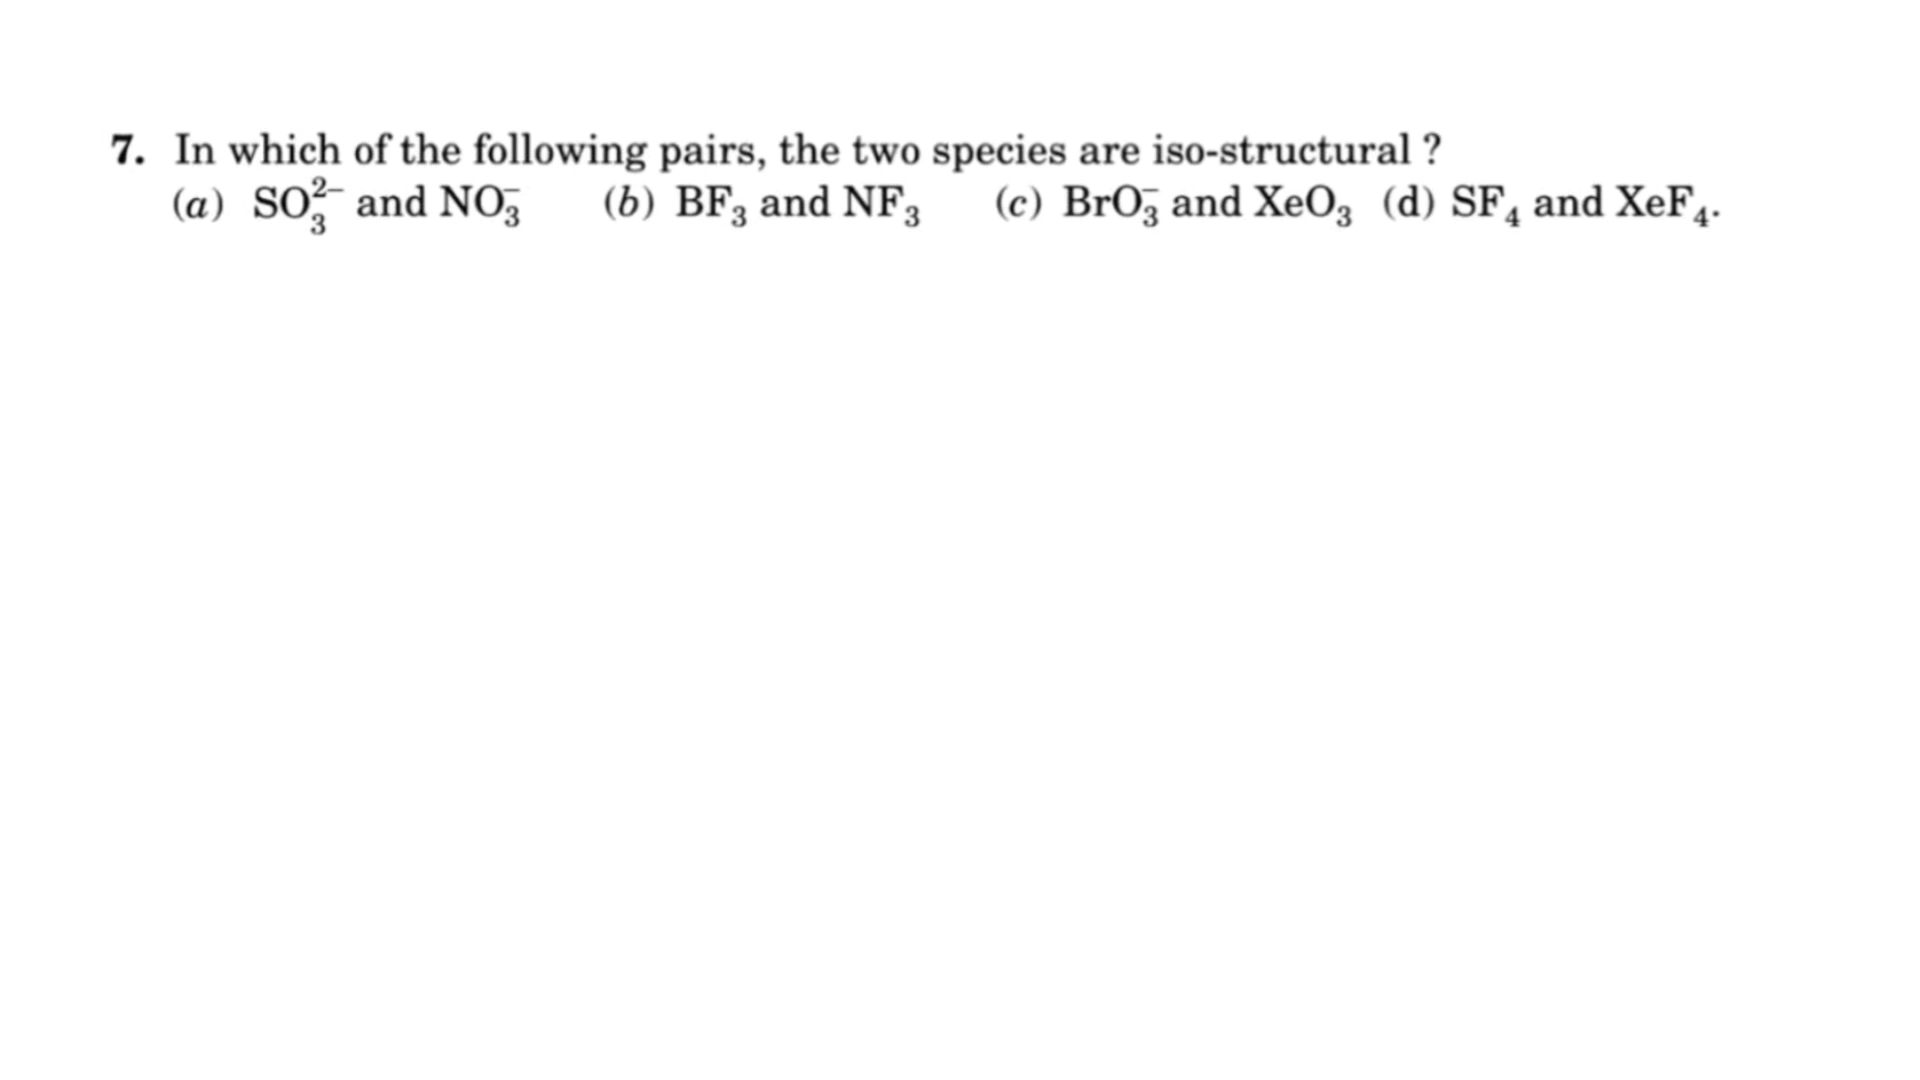 7. In which of the following pairs, the two species are iso-structural ?
(a) SO₃²⁻ and NO₃⁻ (b) BF₃ and NF₃ (c) BrO₃⁻ and XeO₃ (d) SF₄ and XeF₄.